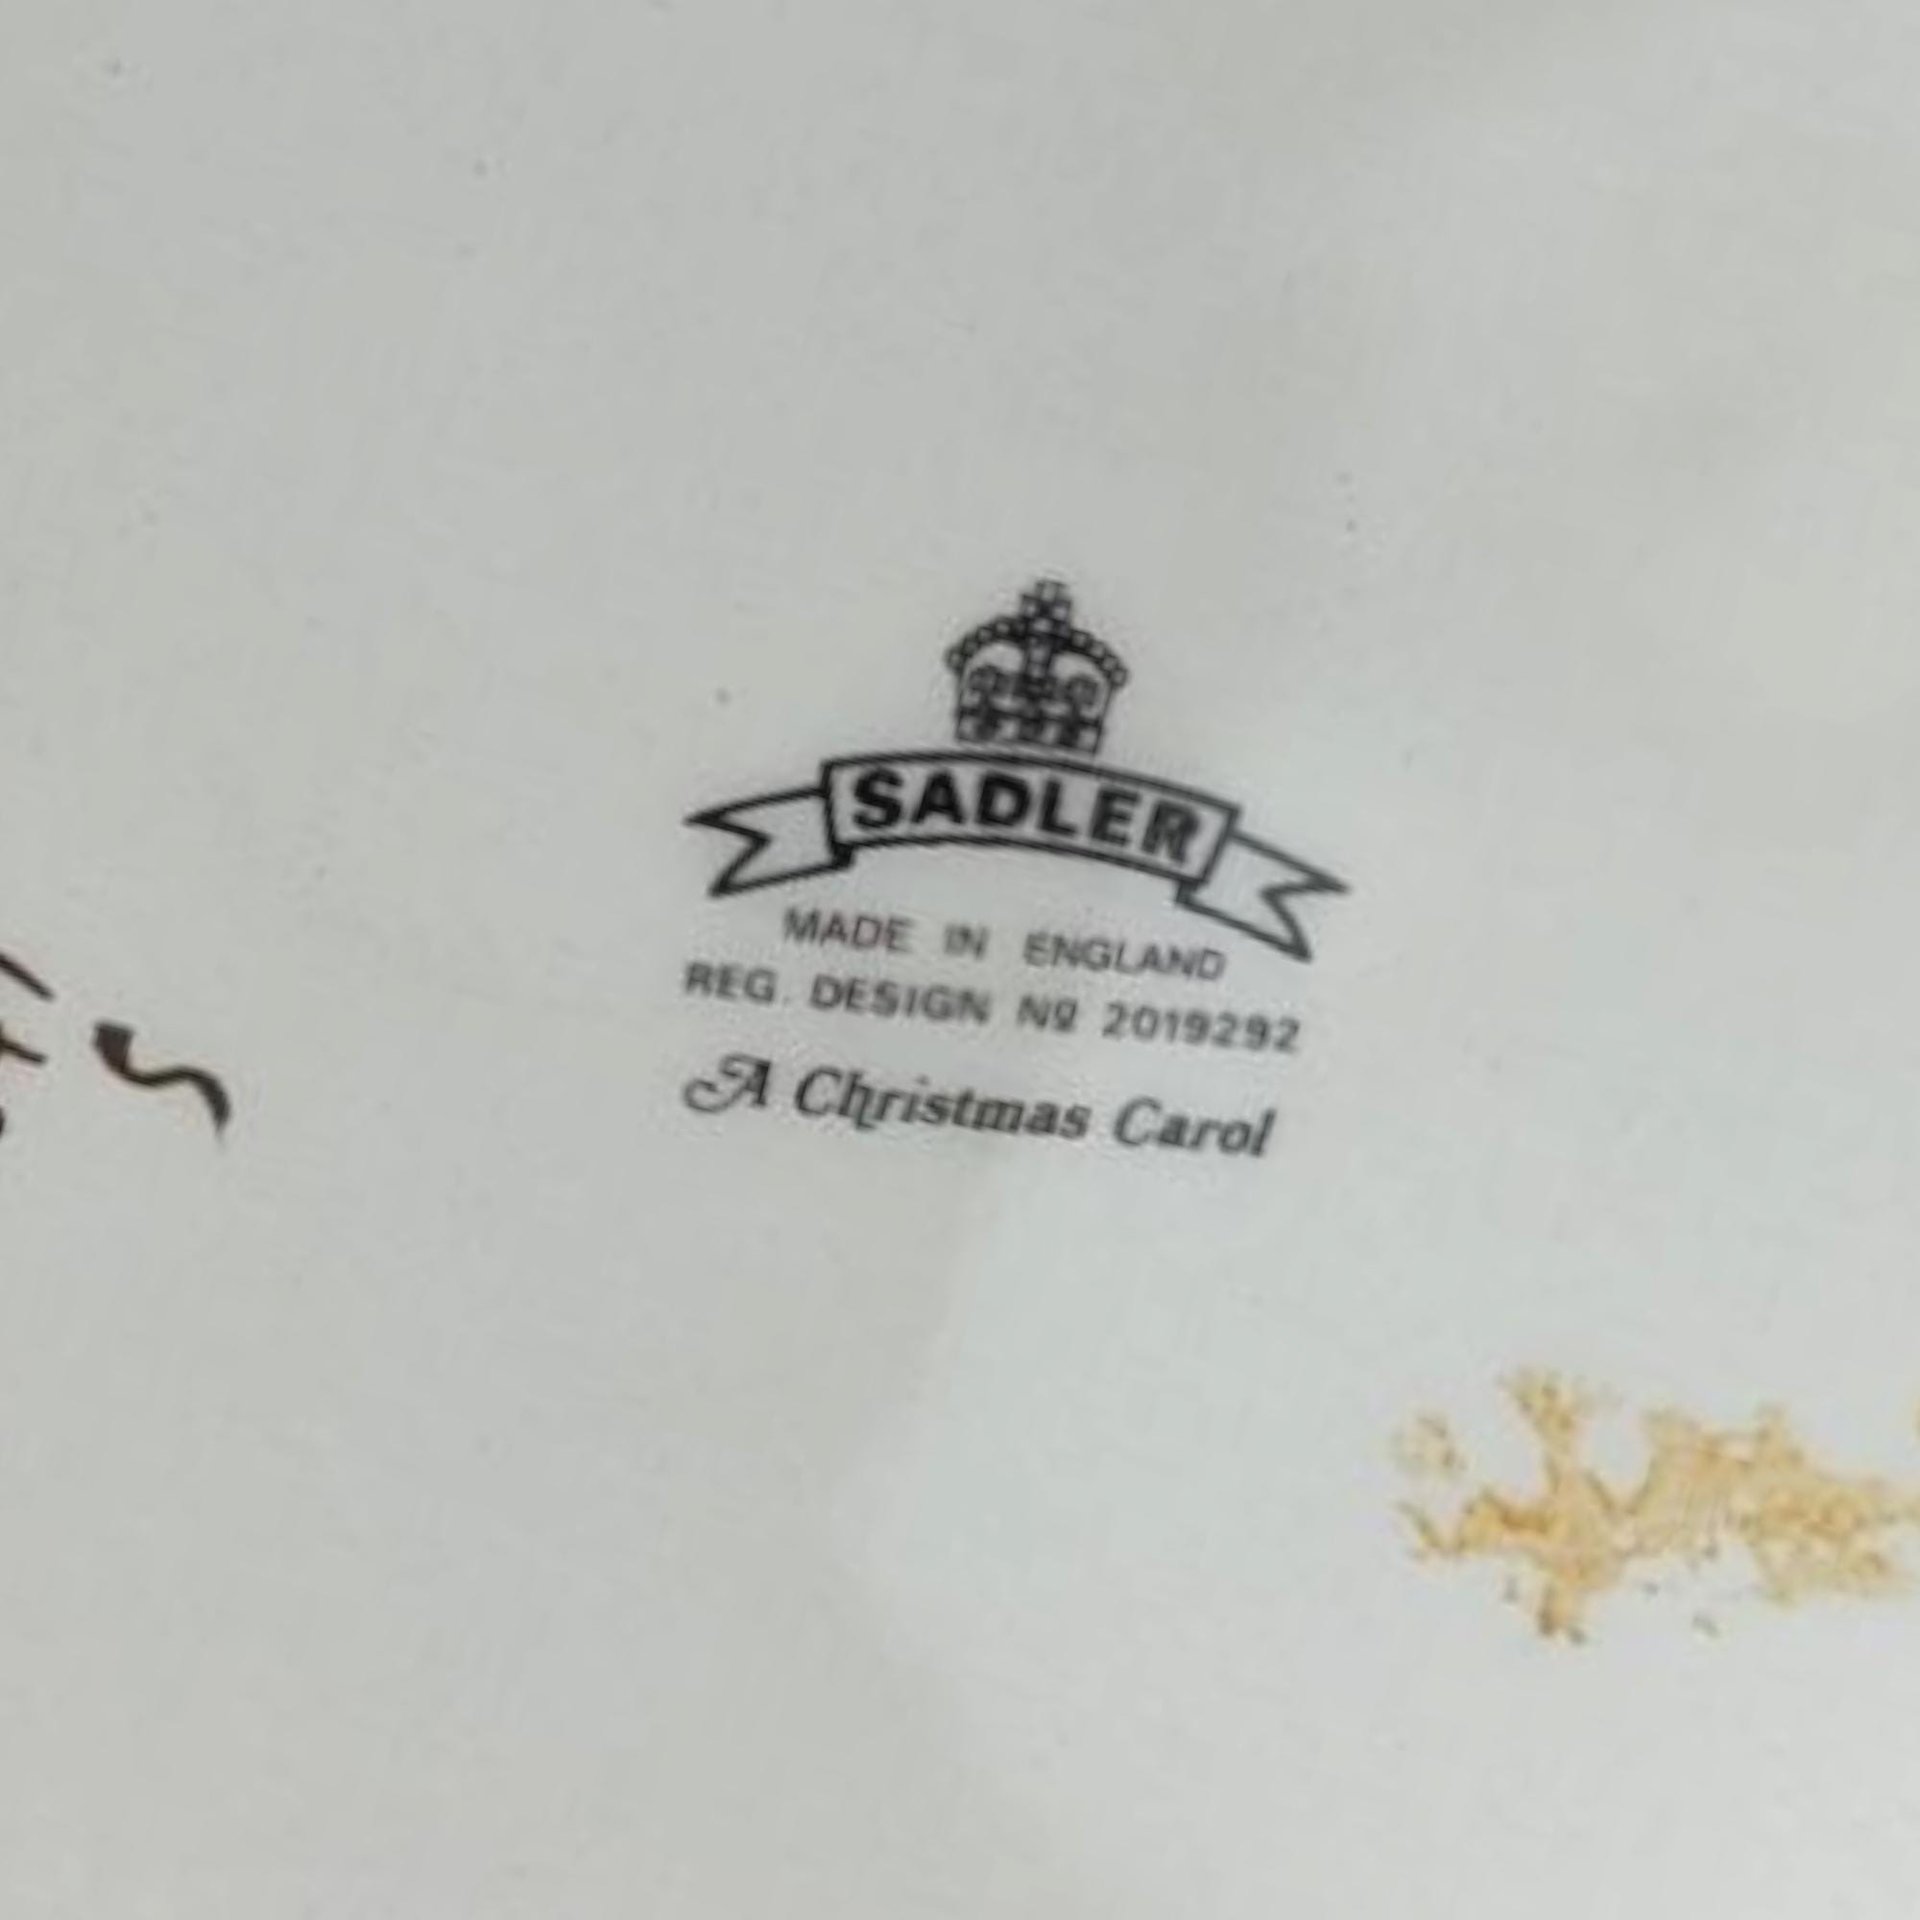 SADLER
MADE IN ENGLAND
REG. DESIGN Nº 2019292
A Christmas Carol